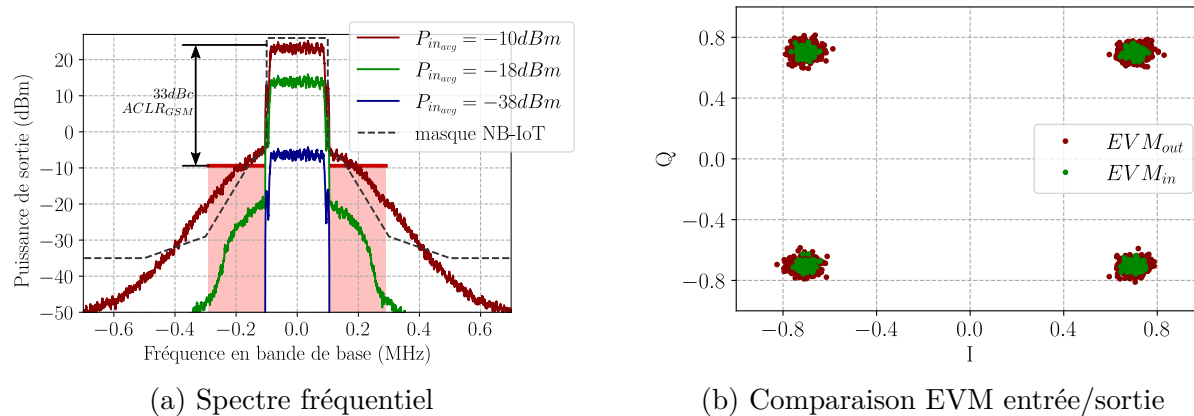 20
10
0
−10
−20
−30
−40
−50
Puissance de sortie (dBm)
33dBc
ACLR_{GSM}
P_{in_{avg}} = −10dBm
P_{in_{avg}} = −18dBm
P_{in_{avg}} = −38dBm
masque NB-IoT
−0.6 −0.4 −0.2 0.0 0.2 0.4 0.6
Fréquence en bande de base (MHz)
(a) Spectre fréquentiel
0.8
0.4
0.0
−0.4
−0.8
Q
EVM_{out}
EVM_{in}
−0.8 −0.4 0.0 0.4 0.8
I
(b) Comparaison EVM entrée/sortie